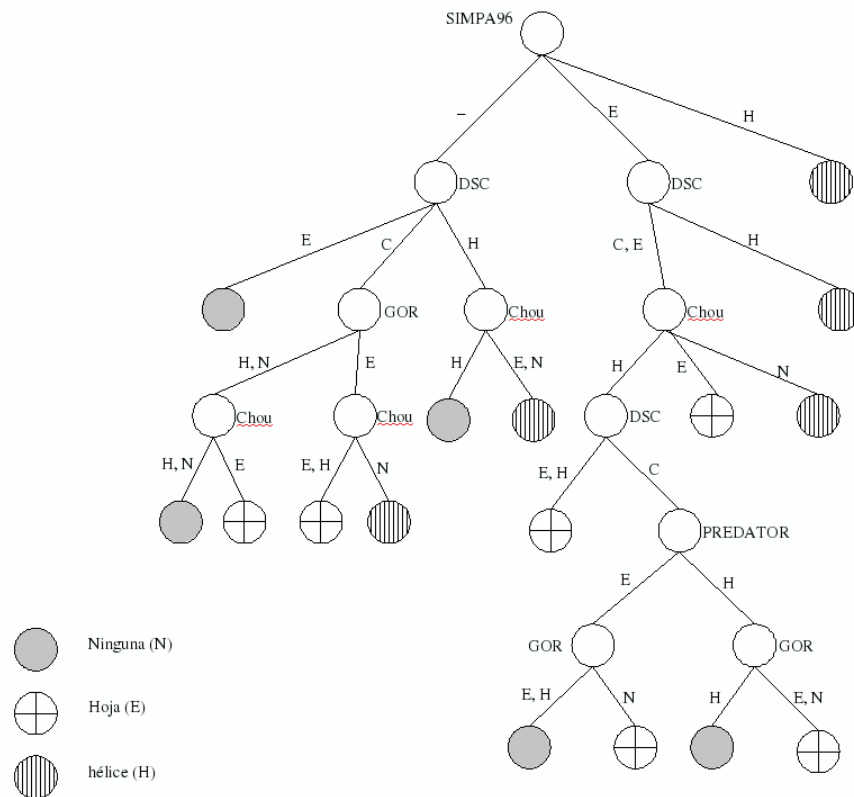 SIMPA96
– E H
DSC DSC
E C H C, E H
GOR Chou Chou
H, N E H E, N H E N
Chou Chou DSC
H, N E E, H N E, H C
PREDATOR
E H
GOR GOR
E, H N H E, N
Ninguna (N)
Hoja (E)
hélice (H)